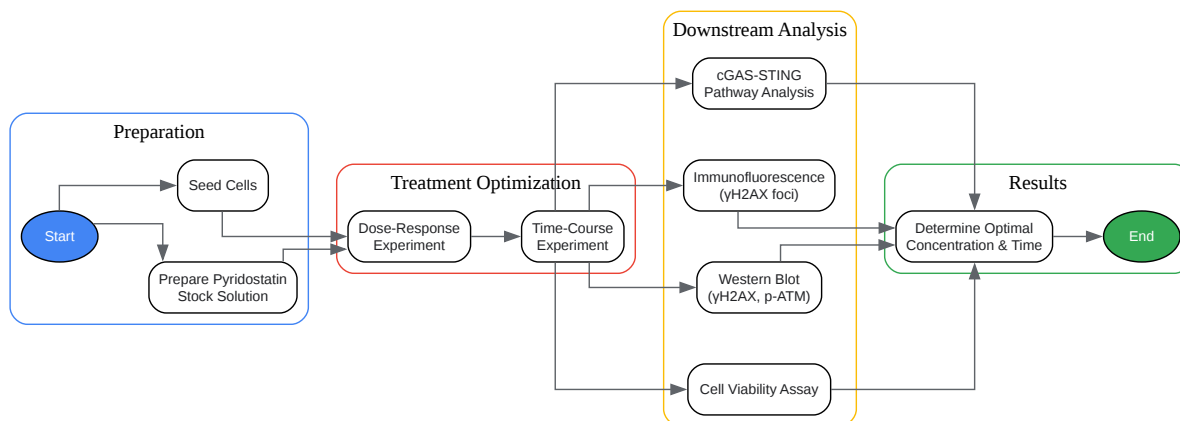 Preparation
Start
Seed Cells
Prepare Pyridostatin
Stock Solution
Treatment Optimization
Dose-Response
Experiment
Time-Course
Experiment
Downstream Analysis
cGAS-STING
Pathway Analysis
Immunofluorescence
(γH2AX foci)
Western Blot
(γH2AX, p-ATM)
Cell Viability Assay
Results
Determine Optimal
Concentration & Time
End